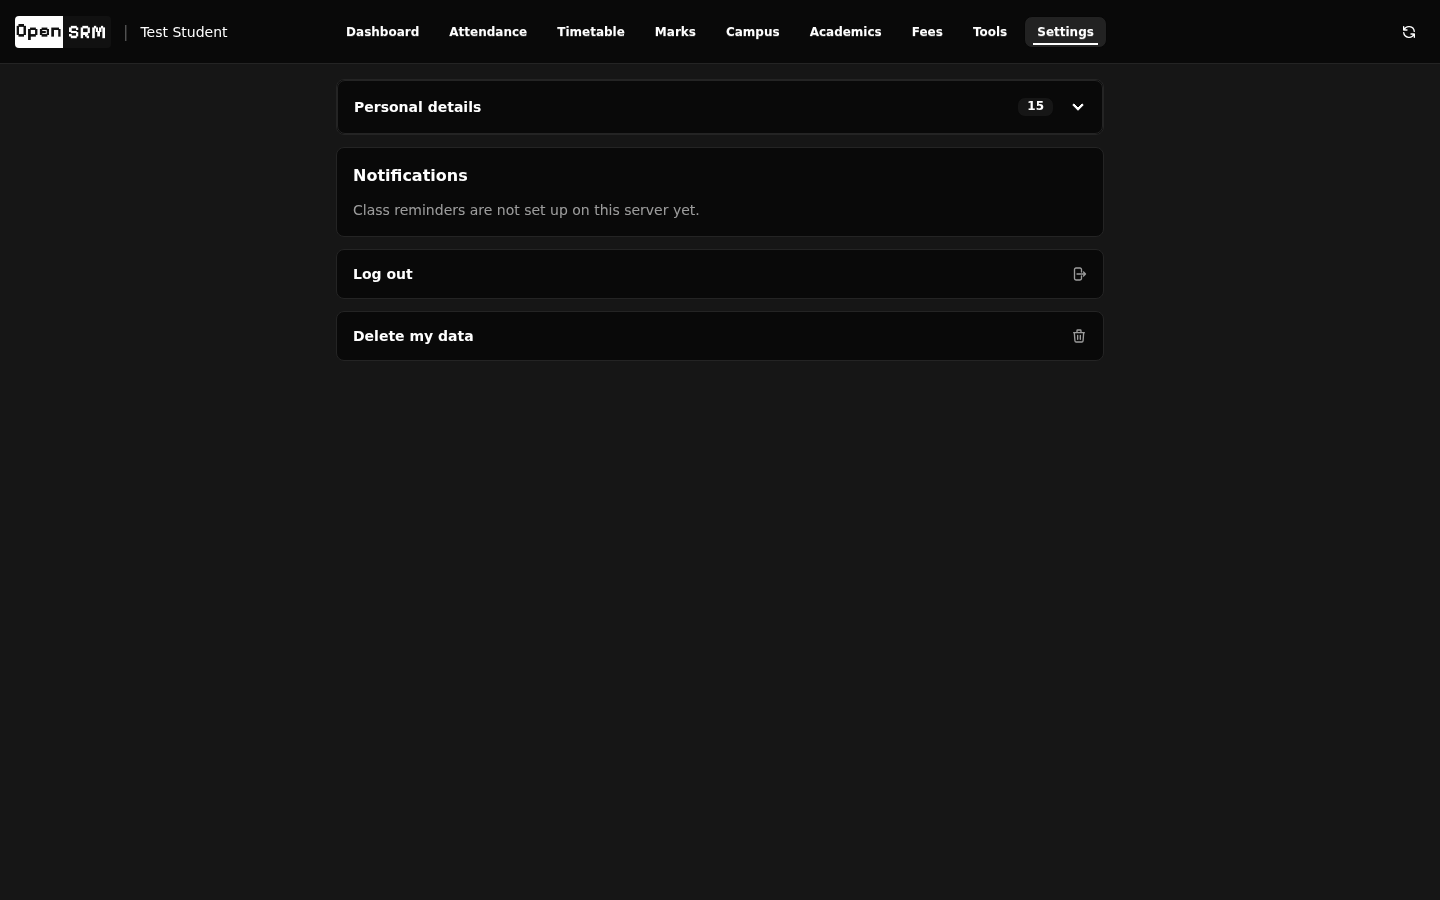 Open SRM | Test Student
Dashboard
Attendance
Timetable
Marks
Campus
Academics
Fees
Tools
Settings
Personal details
15
Notifications
Class reminders are not set up on this server yet.
Log out
Delete my data